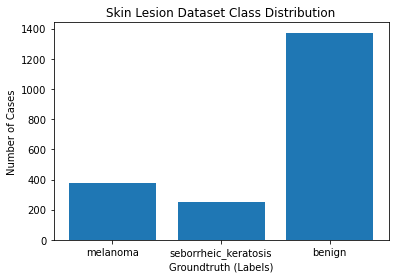 Skin Lesion Dataset Class Distribution
1400
1200
1000
800
600
400
200
0
Number of Cases
melanoma seborrheic_keratosis benign
Groundtruth (Labels)